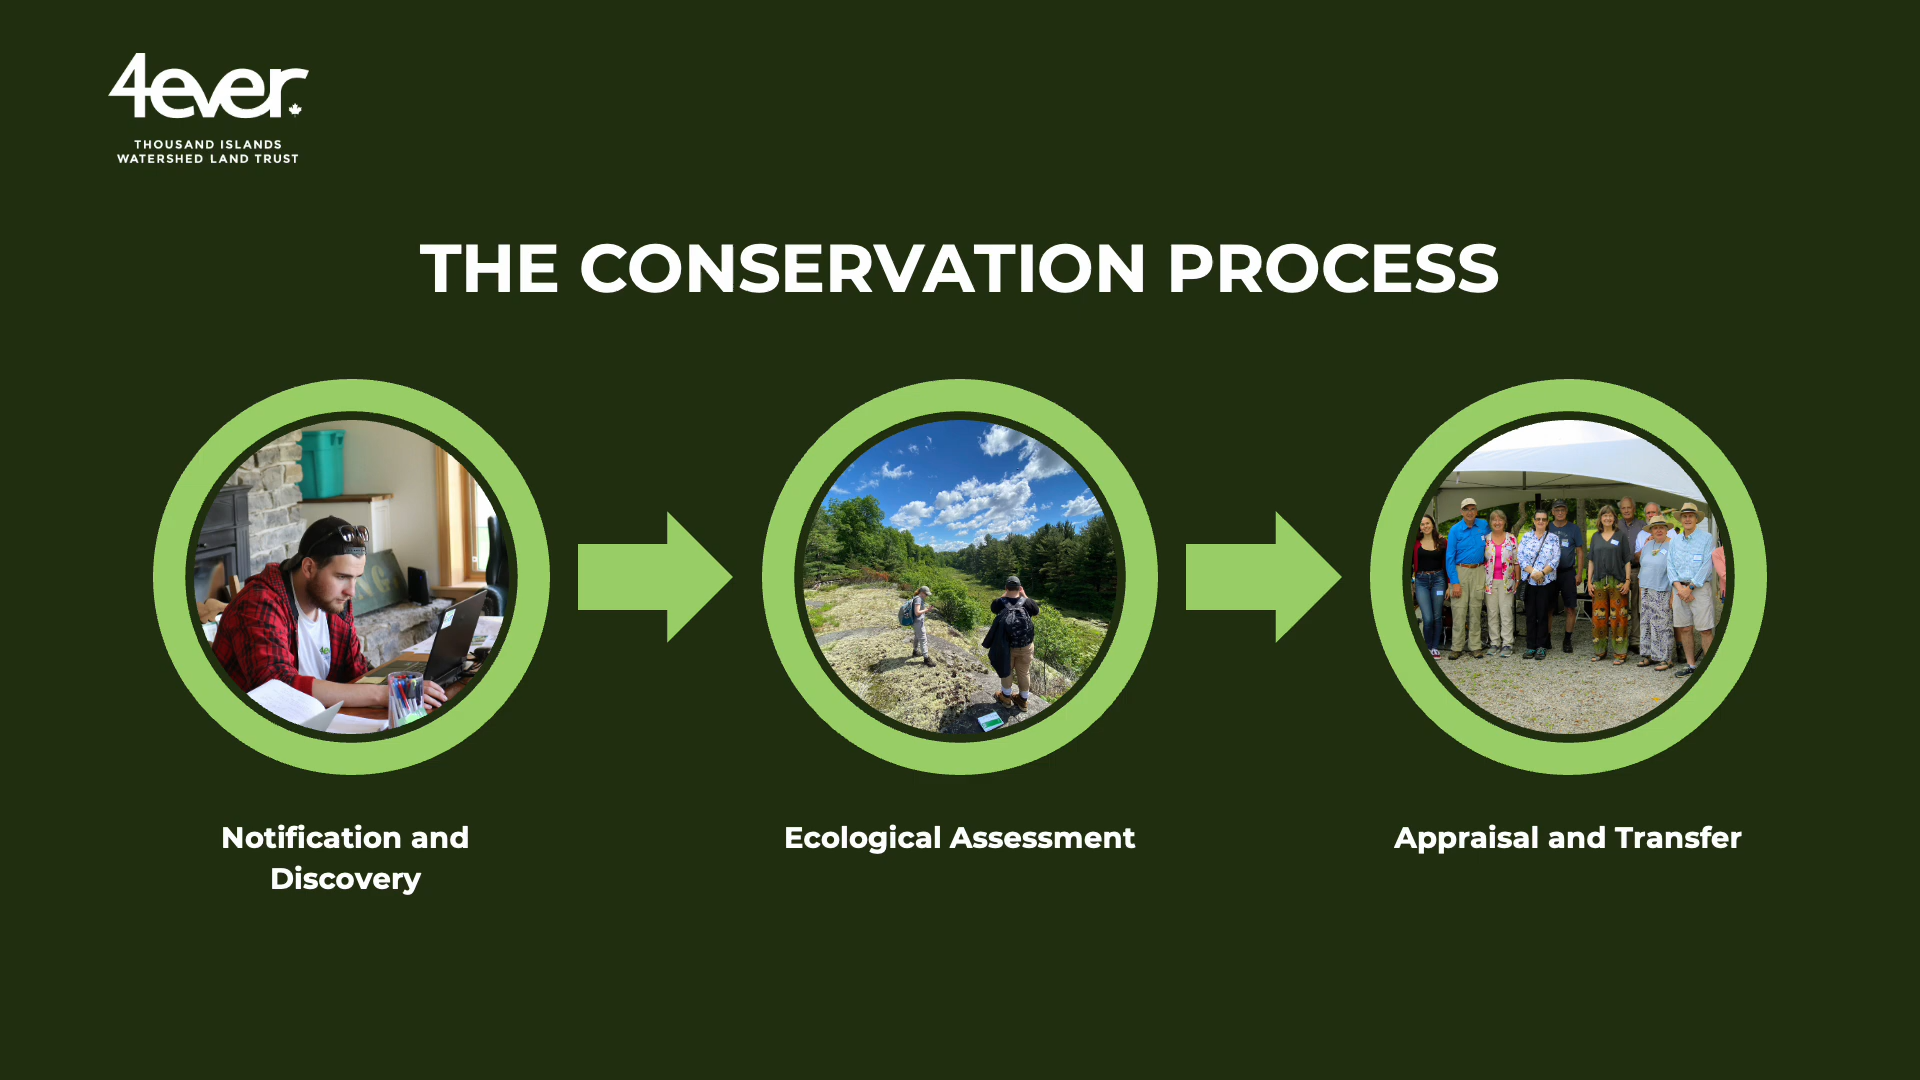 4ever.
THOUSAND ISLANDS
WATERSHED LAND TRUST
THE CONSERVATION PROCESS
Notification and
Discovery
Ecological Assessment
Appraisal and Transfer